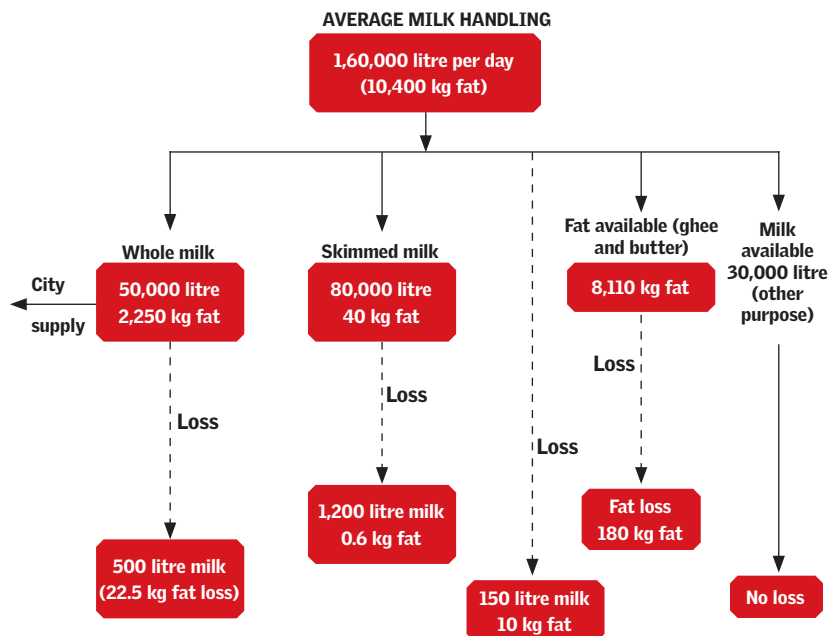 AVERAGE MILK HANDLING
1,60,000 litre per day
(10,400 kg fat)
Whole milk
50,000 litre
2,250 kg fat
City
supply
Loss
500 litre milk
(22.5 kg fat loss)
Skimmed milk
80,000 litre
40 kg fat
Loss
1,200 litre milk
0.6 kg fat
Loss
150 litre milk
10 kg fat
Fat available (ghee
and butter)
8,110 kg fat
Loss
Fat loss
180 kg fat
Milk
available
30,000 litre
(other
purpose)
No loss